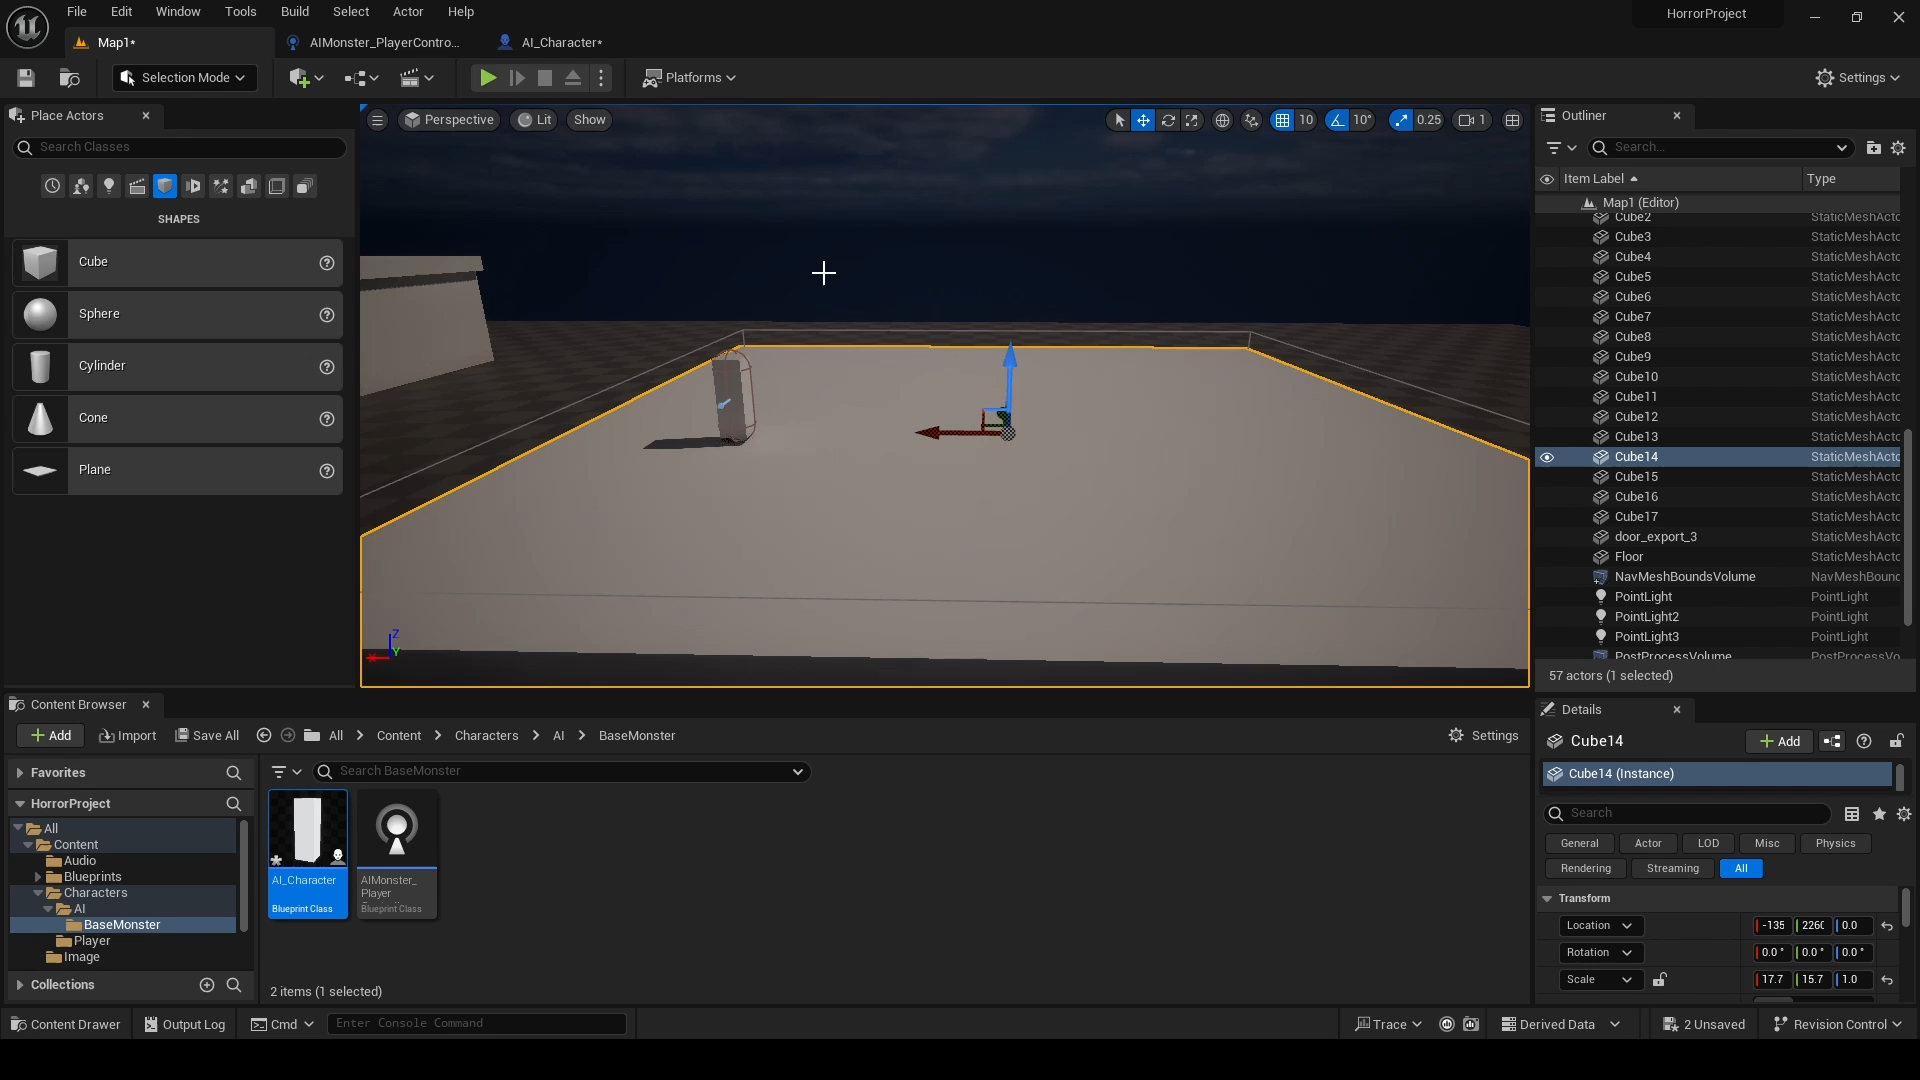 File Edit Window Tools Build Select Actor Help
HorrorProject
Map1*
AIMonster_PlayerContro...
AI_Character*
Selection Mode
Platforms
Settings
Place Actors
Search Classes
SHAPES
Cube
Sphere
Cylinder
Cone
Plane
Perspective
Lit
Show
10
10°
0.25
1
Z
X
Y
Outliner
Search...
Item Label
Type
Map1 (Editor)
Cube2 StaticMeshActo
Cube3 StaticMeshActo
Cube4 StaticMeshActo
Cube5 StaticMeshActo
Cube6 StaticMeshActo
Cube7 StaticMeshActo
Cube8 StaticMeshActo
Cube9 StaticMeshActo
Cube10 StaticMeshActo
Cube11 StaticMeshActo
Cube12 StaticMeshActo
Cube13 StaticMeshActo
Cube14 StaticMeshActo
Cube15 StaticMeshActo
Cube16 StaticMeshActo
Cube17 StaticMeshActo
door_export_3 StaticMeshActo
Floor StaticMeshActo
NavMeshBoundsVolume NavMeshBound
PointLight PointLight
PointLight2 PointLight
PointLight3 PointLight
PostProcessVolume PostProcessVo
57 actors (1 selected)
Content Browser
Add
Import
Save All
All
Content
Characters
AI
BaseMonster
Settings
Favorites
HorrorProject
All
Content
Audio
Blueprints
Characters
AI
BaseMonster
Player
Image
Collections
Search BaseMonster
AI_Character
Blueprint Class
AIMonster_
Player
Blueprint Class
2 items (1 selected)
Details
Cube14
Add
Cube14 (Instance)
Search
General Actor LOD Misc Physics
Rendering Streaming All
Transform
Location -135 2260 0.0
Rotation 0.0° 0.0° 0.0°
Scale 17.7 15.7 1.0
Content Drawer
Output Log
Cmd
Enter Console Command
Trace
Derived Data
2 Unsaved
Revision Control